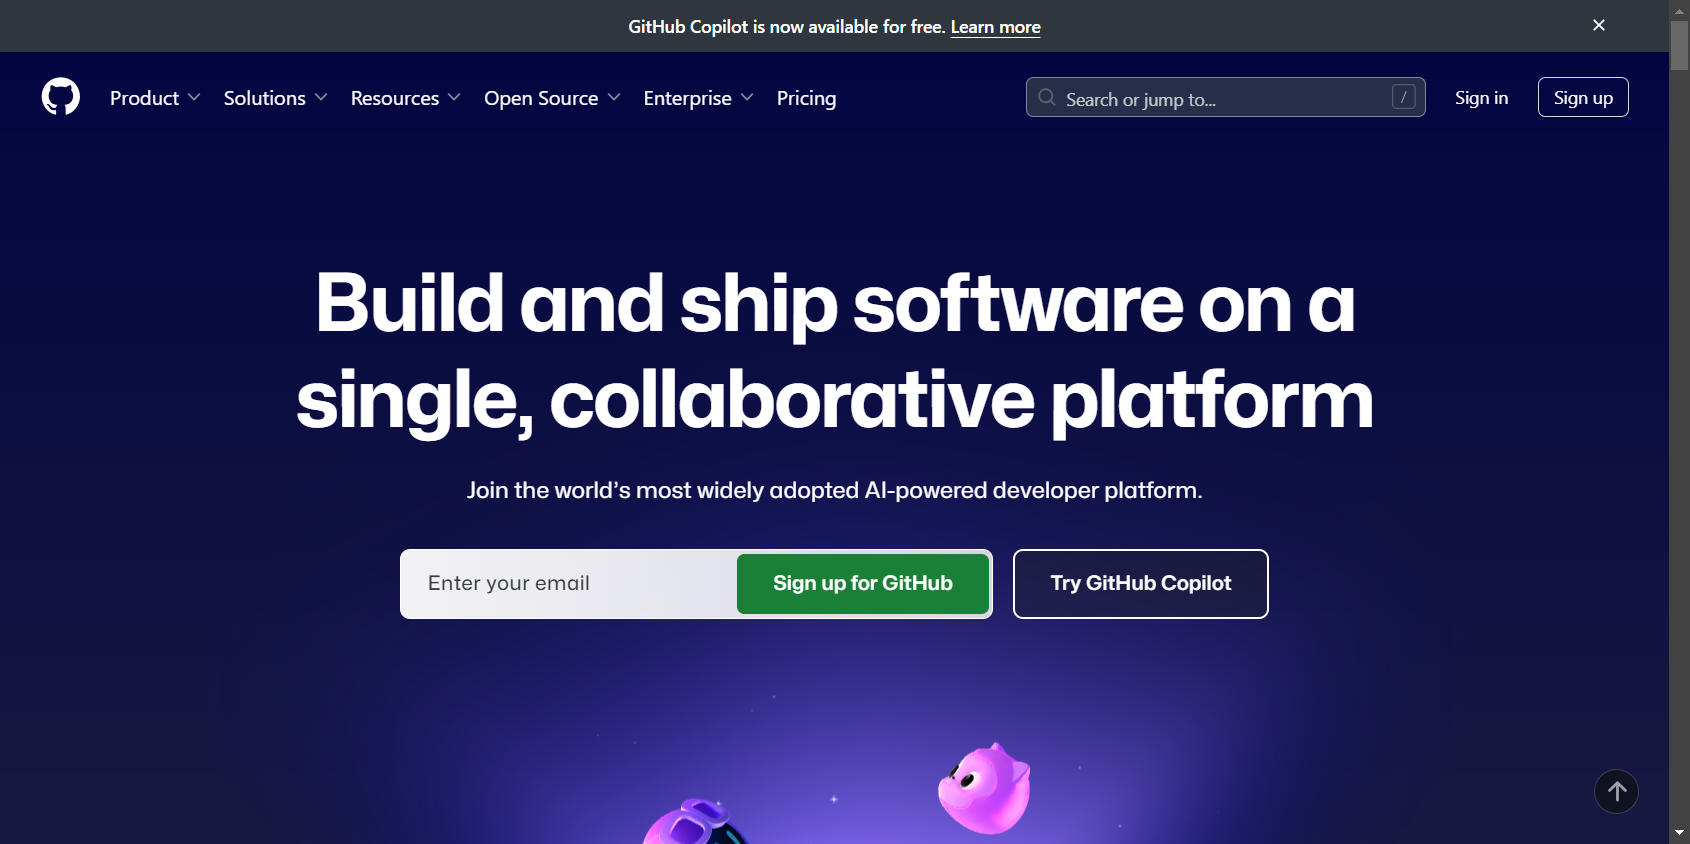 GitHub Copilot is now available for free. Learn more
Product Solutions Resources Open Source Enterprise Pricing Search or jump to... / Sign in Sign up
Build and ship software on a
single, collaborative platform
Join the world’s most widely adopted AI-powered developer platform.
Enter your email Sign up for GitHub Try GitHub Copilot